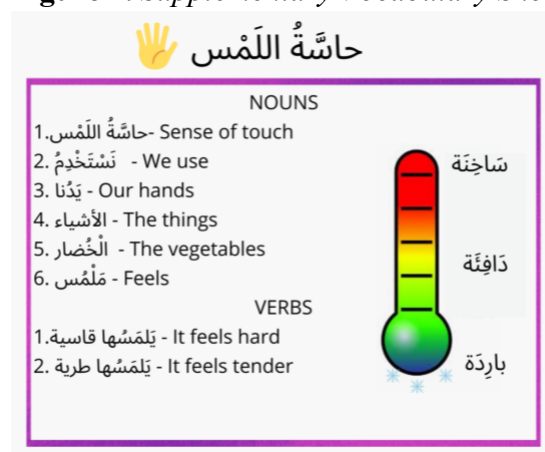 حاسَّةُ اللَمْس
NOUNS
1.حاسَّةُ اللَمْس- Sense of touch
2. نَسْتَخْدِمُ - We use
3. يَدُنا - Our hands
4. الأشياء - The things
5. الْخُضار - The vegetables
6. مَلْمُس - Feels
VERBS
1.يَلمَسُها قاسية - It feels hard
2. يَلمَسُها طرية - It feels tender
سَاخِنَة
دَافِئَة
بارِدَة